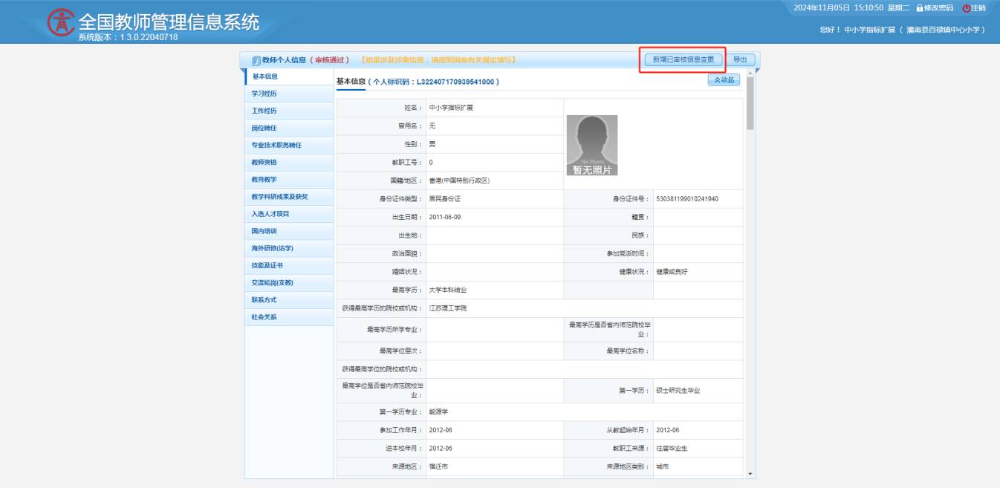 2024年11月05日 15:10:50 星期二 修改密码 注销
全国教师管理信息系统
系统版本：1.3.0.22040718
您好！ 中小学指标扩展（ 灌南县百禄镇中心小学 ）
教师个人信息（审核通过） 【如果涉及涉密信息，请按照国家有关规定填写】 新增已审核信息变更 导出
基本信息
学习经历
工作经历
岗位聘任
专业技术职务聘任
教师资格
教育教学
教学科研成果及获奖
入选人才项目
国内培训
海外研修(访学)
技能及证书
交流轮岗(支教)
联系方式
社会关系
基本信息（ 个人标识码：L322407170939541000 ） 收起
姓名： 中小学指标扩展
曾用名： 无
性别： 男
教职工号： 0
国籍/地区： 香港(中国特别行政区)
No Photo
暂无照片
身份证件类型： 居民身份证 身份证件号： 530381199010241940
出生日期： 2011-06-09 籍贯：
出生地： 民族：
政治面貌： 参加党派时间：
婚姻状况： 健康状况： 健康或良好
最高学历： 大学本科结业
获得最高学历的院校或机构： 江苏理工学院
最高学历所学专业： 最高学历是否省内师范院校毕
业：
最高学位层次： 最高学位名称：
获得最高学位的院校或机构：
最高学位是否省内师范院校毕
业： 第一学历： 硕士研究生毕业
第一学历专业： 能源学
参加工作年月： 2012-06 从教起始年月： 2012-06
进本校年月： 2012-06 教职工来源： 往届毕业生
来源地区： 宿迁市 来源地区类别： 城市